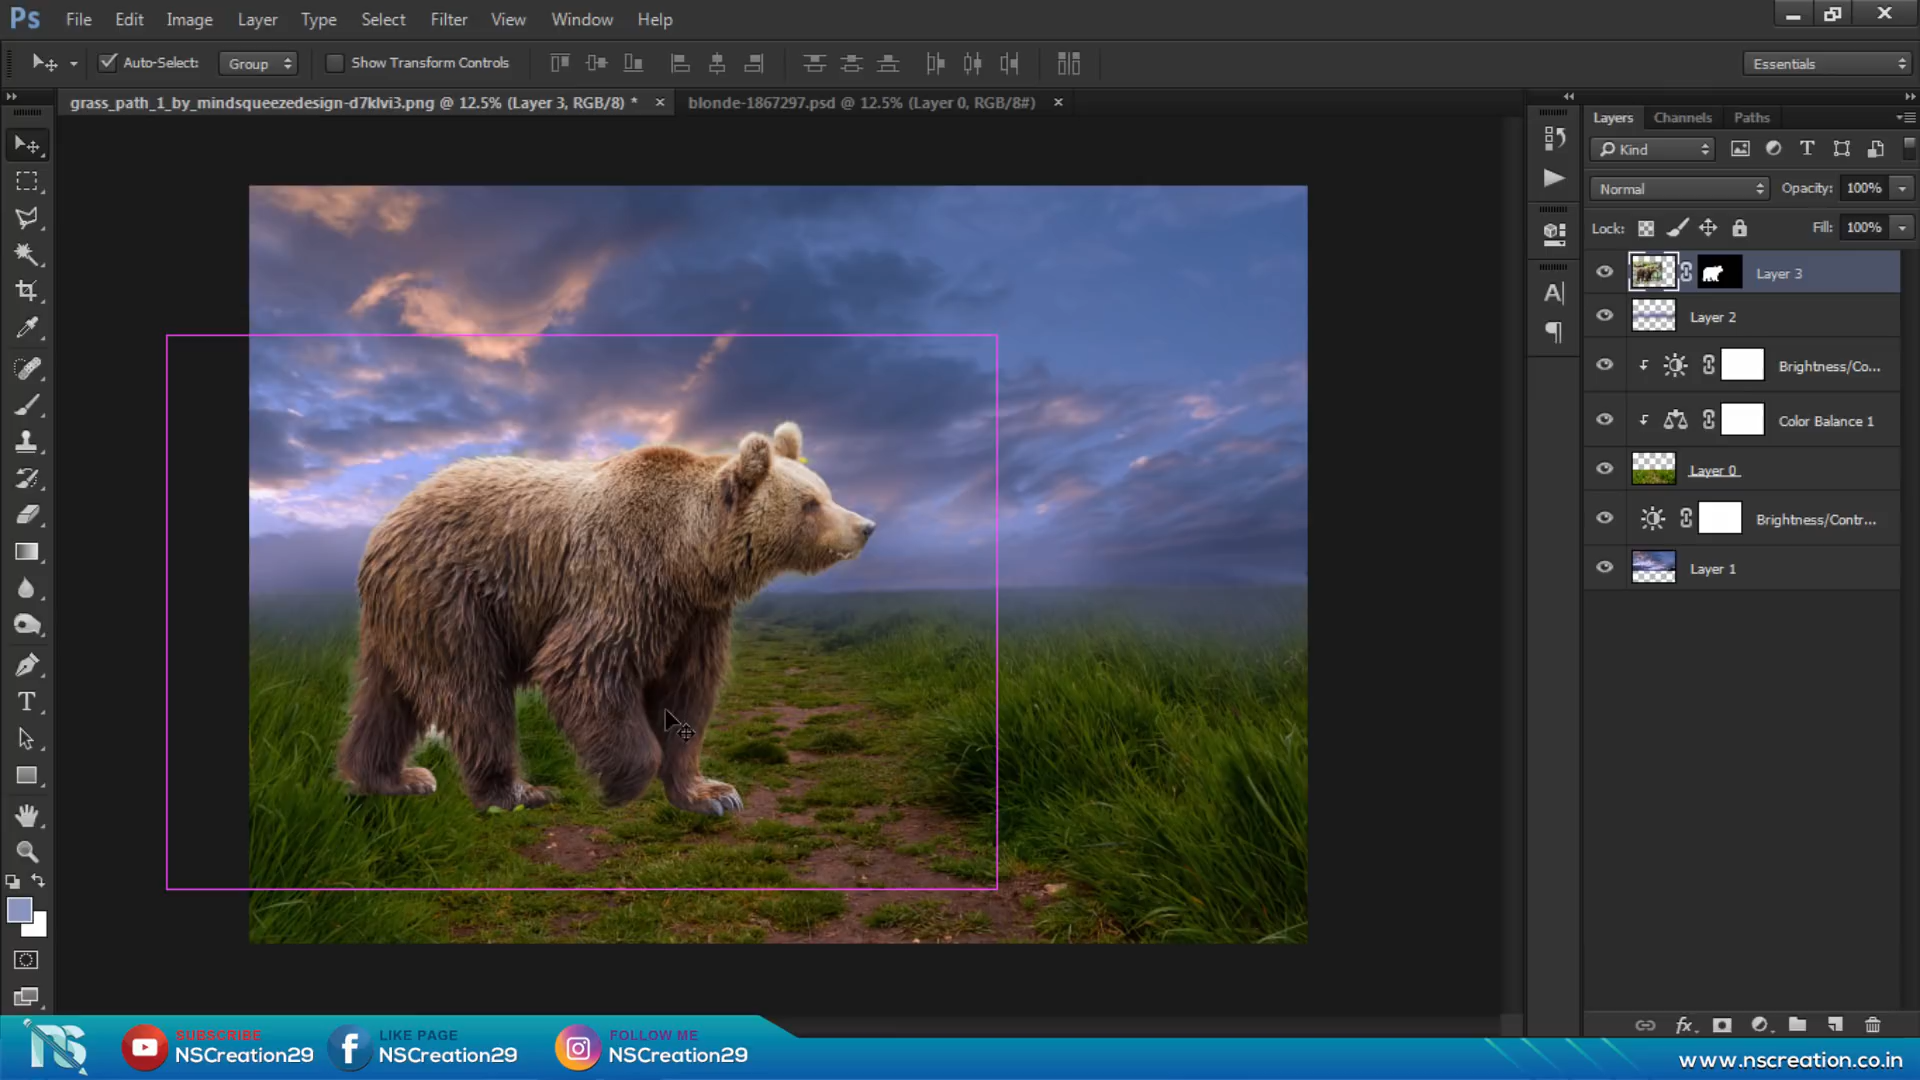 Ps File Edit Image Layer Type Select Filter View Window Help
Auto-Select: Group Show Transform Controls Essentials
grass_path_1_by_mindsqueezedesign-d7klvi3.png @ 12.5% (Layer 3, RGB/8) * × blonde-1867297.psd @ 12.5% (Layer 0, RGB/8#) ×
Layers Channels Paths
Kind
Normal Opacity: 100%
Lock: Fill: 100%
Layer 3
Layer 2
Brightness/Co...
Color Balance 1
Layer 0
Brightness/Contr...
Layer 1
NS
SUBSCRIBE
NSCreation29
LIKE PAGE
NSCreation29
FOLLOW ME
NSCreation29
www.nscreation.co.in